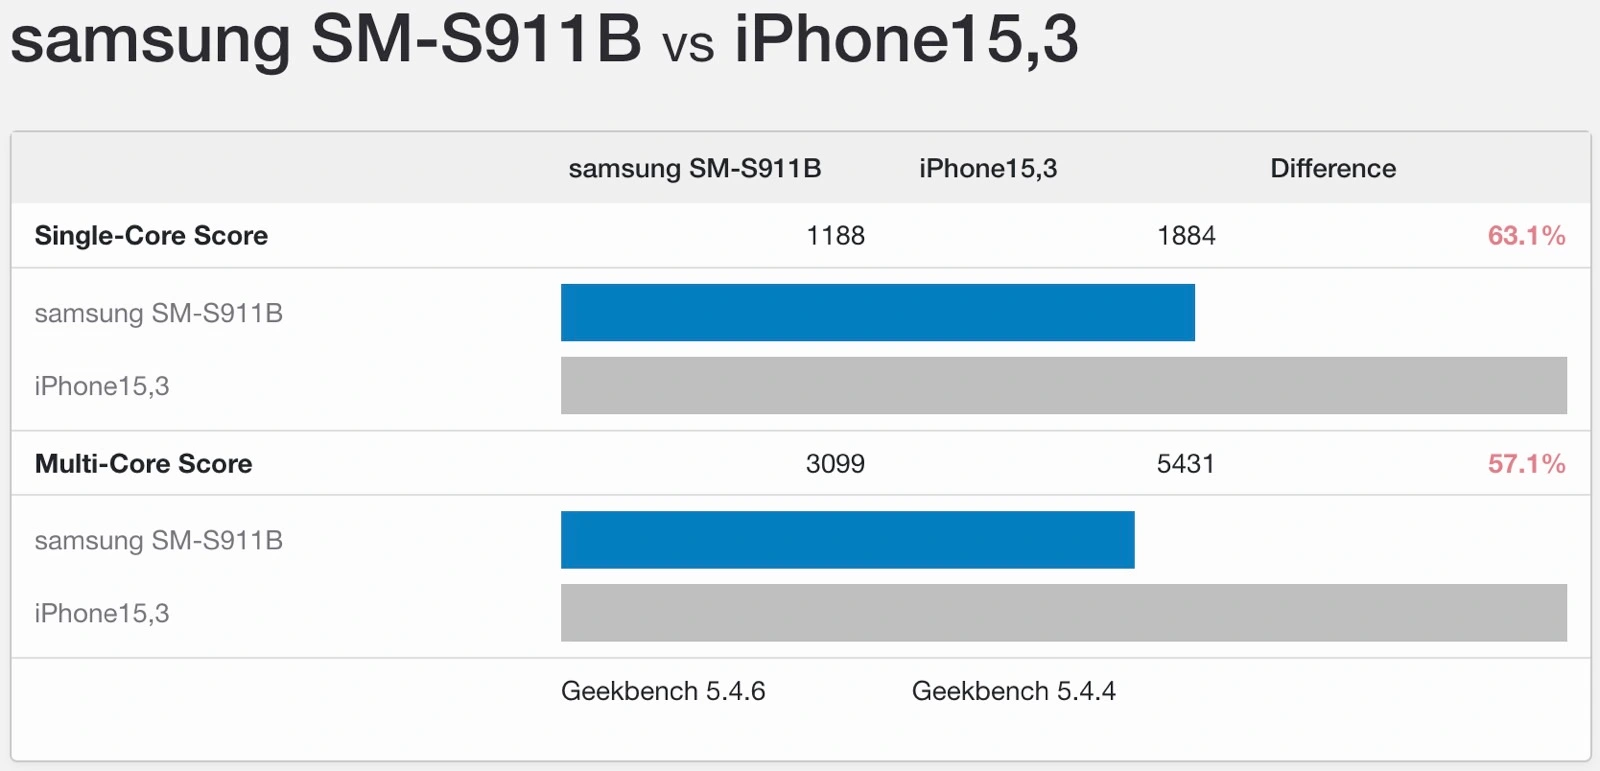 samsung SM-S911B vs iPhone15,3
samsung SM-S911B iPhone15,3 Difference
Single-Core Score 1188 1884 63.1%
samsung SM-S911B
iPhone15,3
Multi-Core Score 3099 5431 57.1%
samsung SM-S911B
iPhone15,3
Geekbench 5.4.6 Geekbench 5.4.4